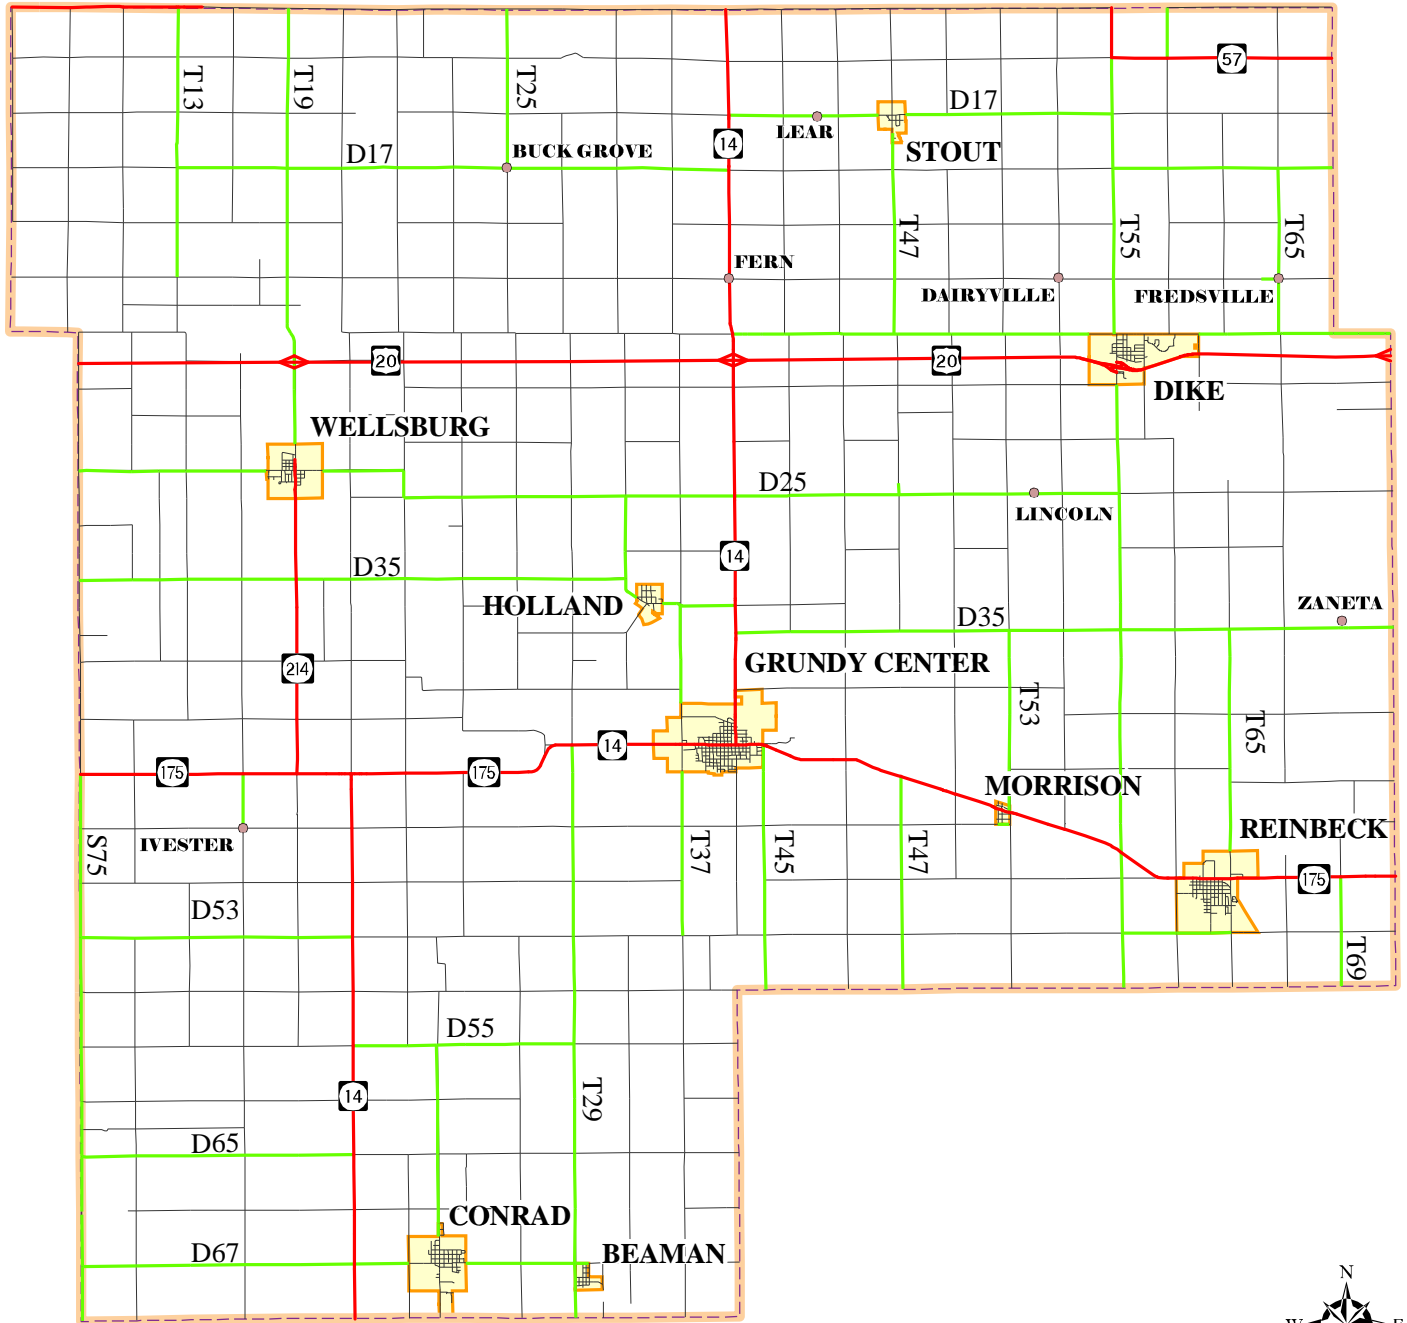 57
T13
T19
T25
D17
LEAR
STOUT
14
D17
BUCK GROVE
T47
T55
T65
FERN
DAIRYVILLE
FREDSVILLE
20
20
DIKE
WELLSBURG
D25
LINCOLN
14
D35
HOLLAND
ZANETA
D35
214
GRUNDY CENTER
T53
T65
14
175
175
MORRISON
S75
IVESTER
T37
T45
T47
REINBECK
175
D53
T69
D55
14
T29
D65
CONRAD
D67
BEAMAN
N
W E